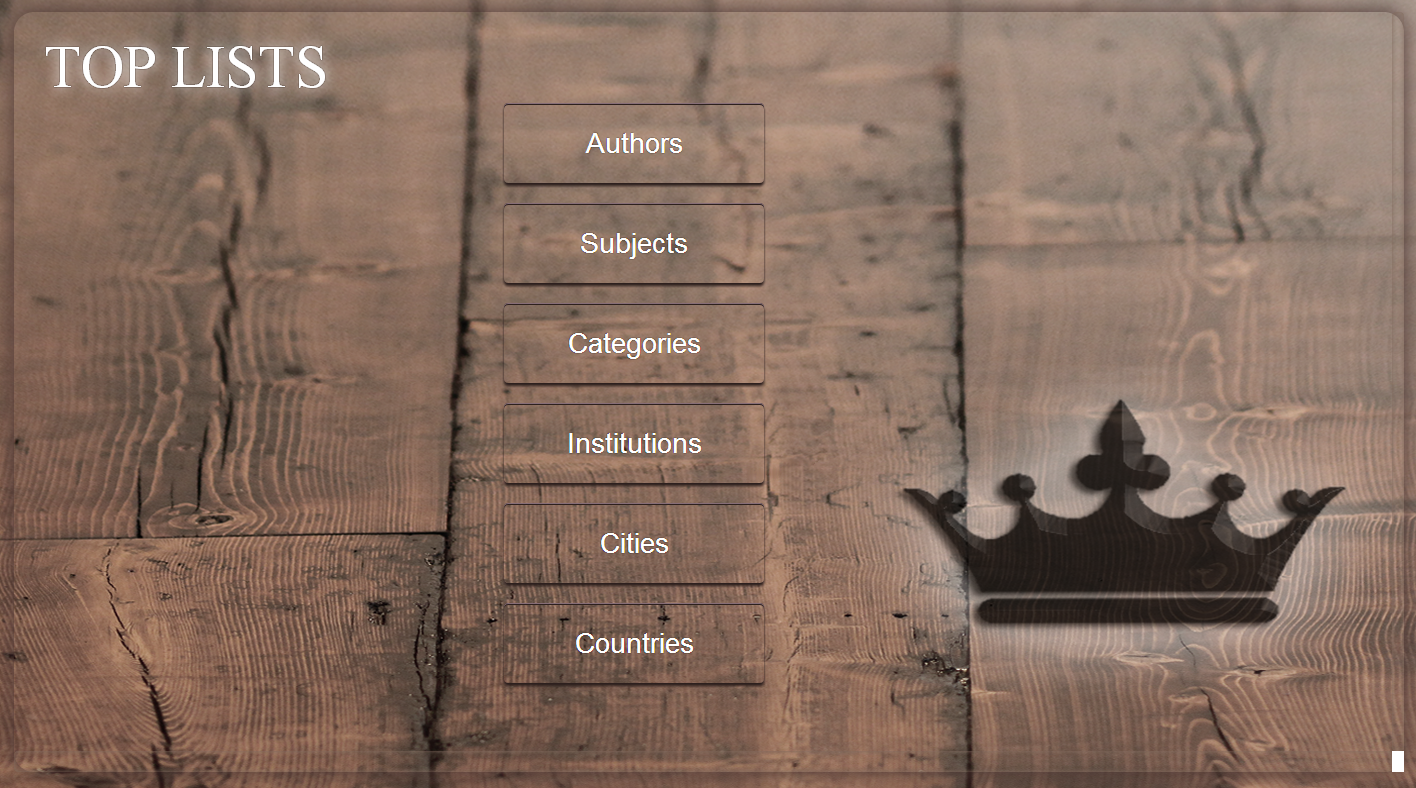 TOP LISTS
Authors
Subjects
Categories
Institutions
Cities
Countries